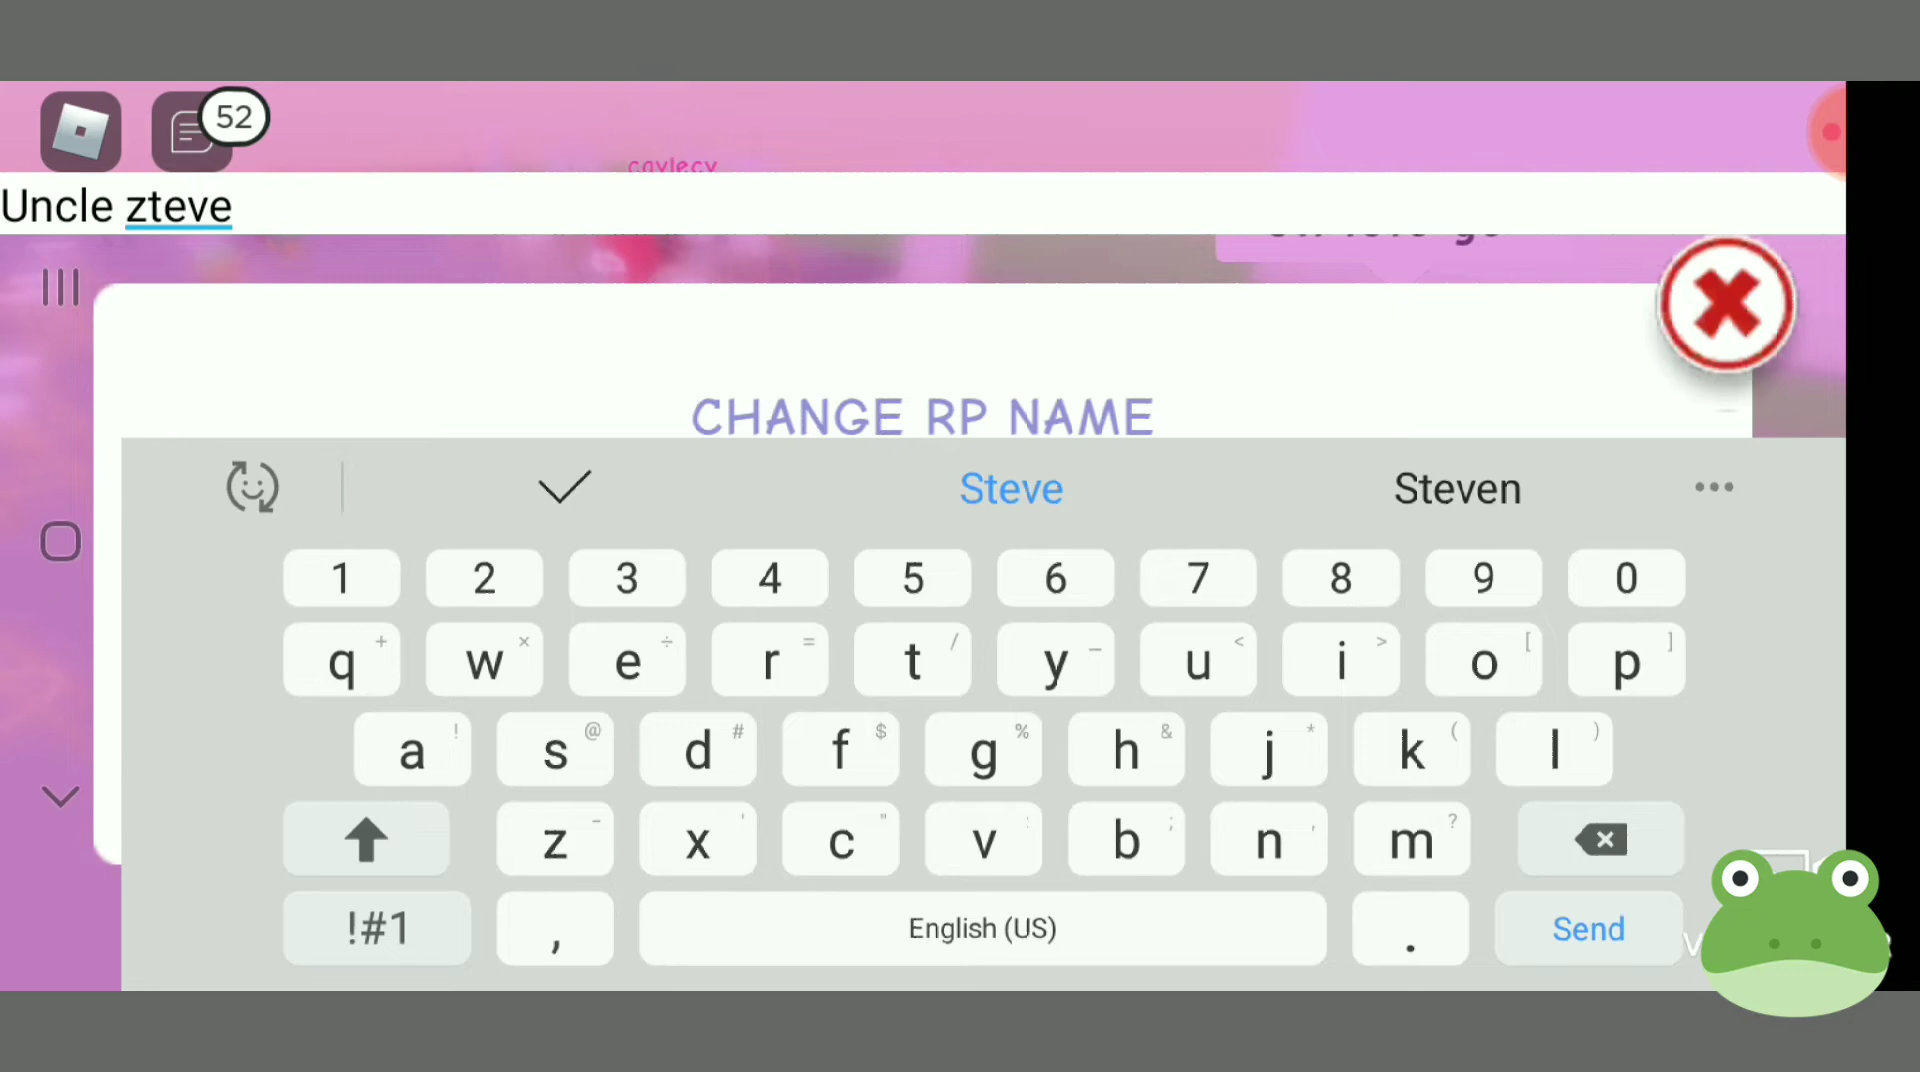 52
caylecy
Uncle zteve
CHANGE RP NAME
Steve
Steven
1 2 3 4 5 6 7 8 9 0
q + w × e ÷ r = t / y _ u < i > o [ p ]
a ! s @ d # f $ g % h & j * k ( l )
z - x ' c " v : b ; n , m ?
!#1 , English (US) . Send